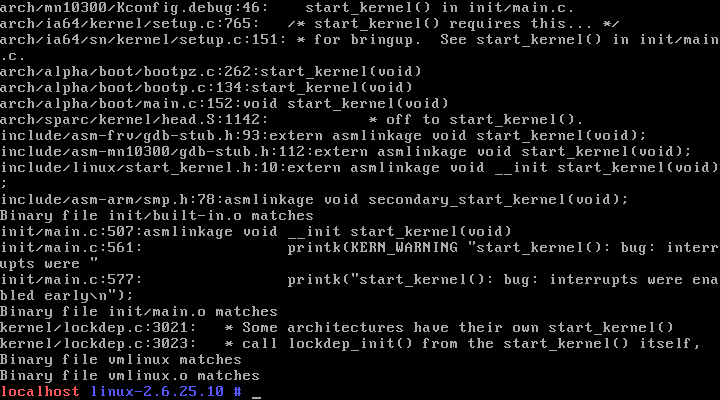 arch/mn10300/Kconfig.debug:46:    start_kernel() in init/main.c.
arch/ia64/kernel/setup.c:765:   /* start_kernel() requires this... */
arch/ia64/sn/kernel/setup.c:151: * for bringup.  See start_kernel() in init/main
.c.
arch/alpha/boot/bootpz.c:262:start_kernel(void)
arch/alpha/boot/bootp.c:134:start_kernel(void)
arch/alpha/boot/main.c:152:void start_kernel(void)
arch/sparc/kernel/head.S:1142:           * off to start_kernel().
include/asm-frv/gdb-stub.h:93:extern asmlinkage void start_kernel(void);
include/asm-mn10300/gdb-stub.h:112:extern asmlinkage void start_kernel(void);
include/linux/start_kernel.h:10:extern asmlinkage void __init start_kernel(void)
;
include/asm-arm/smp.h:78:asmlinkage void secondary_start_kernel(void);
Binary file init/built-in.o matches
init/main.c:507:asmlinkage void __init start_kernel(void)
init/main.c:561:                printk(KERN_WARNING "start_kernel(): bug: interr
upts were "
init/main.c:577:                printk("start_kernel(): bug: interrupts were ena
bled early\n");
Binary file init/main.o matches
kernel/lockdep.c:3021:   * Some architectures have their own start_kernel()
kernel/lockdep.c:3023:   * call lockdep_init() from the start_kernel() itself,
Binary file vmlinux matches
Binary file vmlinux.o matches
localhost linux-2.6.25.10 # _